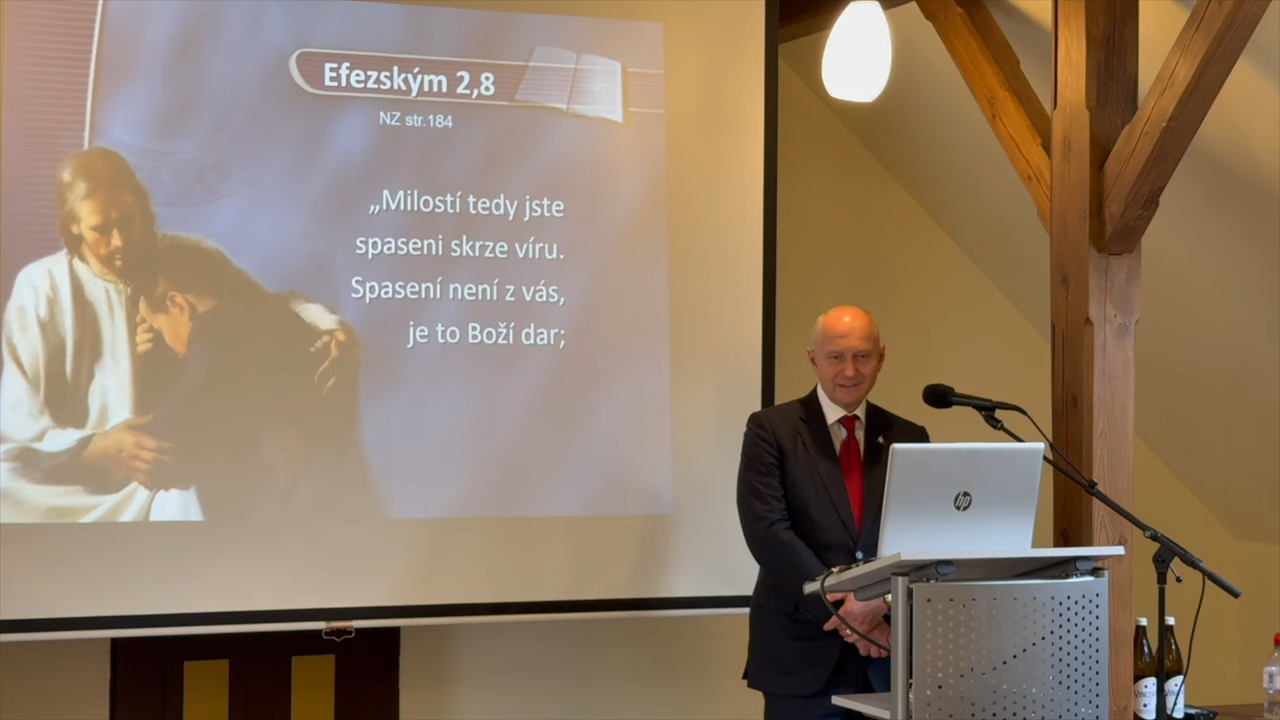 Efezským 2,8
NZ str.184
„Milostí tedy jste
spaseni skrze víru.
Spasení není z vás,
je to Boží dar;
hp